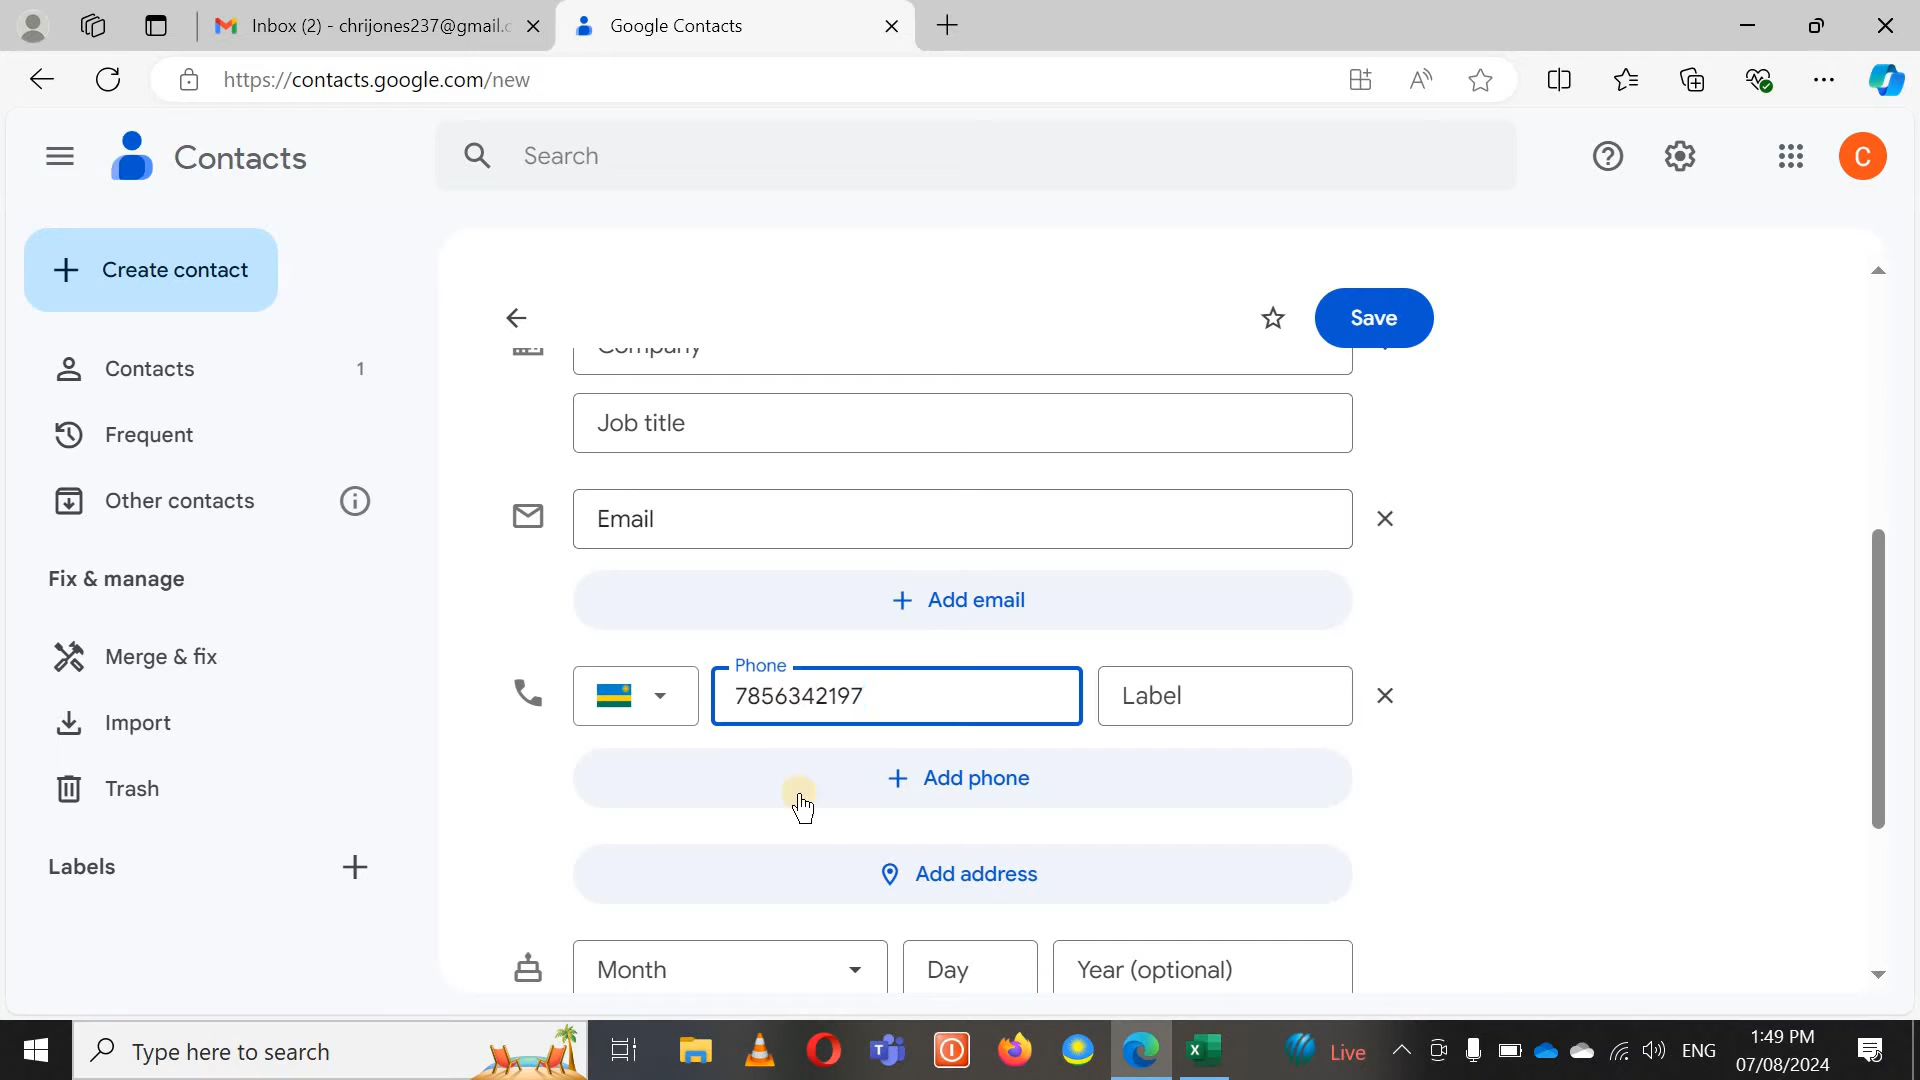 Inbox (2) - chrijones237@gmail.c
Google Contacts
https://contacts.google.com/new
Contacts
Search
C
Create contact
Save
Company
Contacts 1
Job title
Frequent
Other contacts
Email
Fix & manage
Add email
Merge & fix
Phone
7856342197
Label
Import
Add phone
Trash
Labels
Add address
Month
Day
Year (optional)
Type here to search
Live
ENG
1:49 PM
07/08/2024